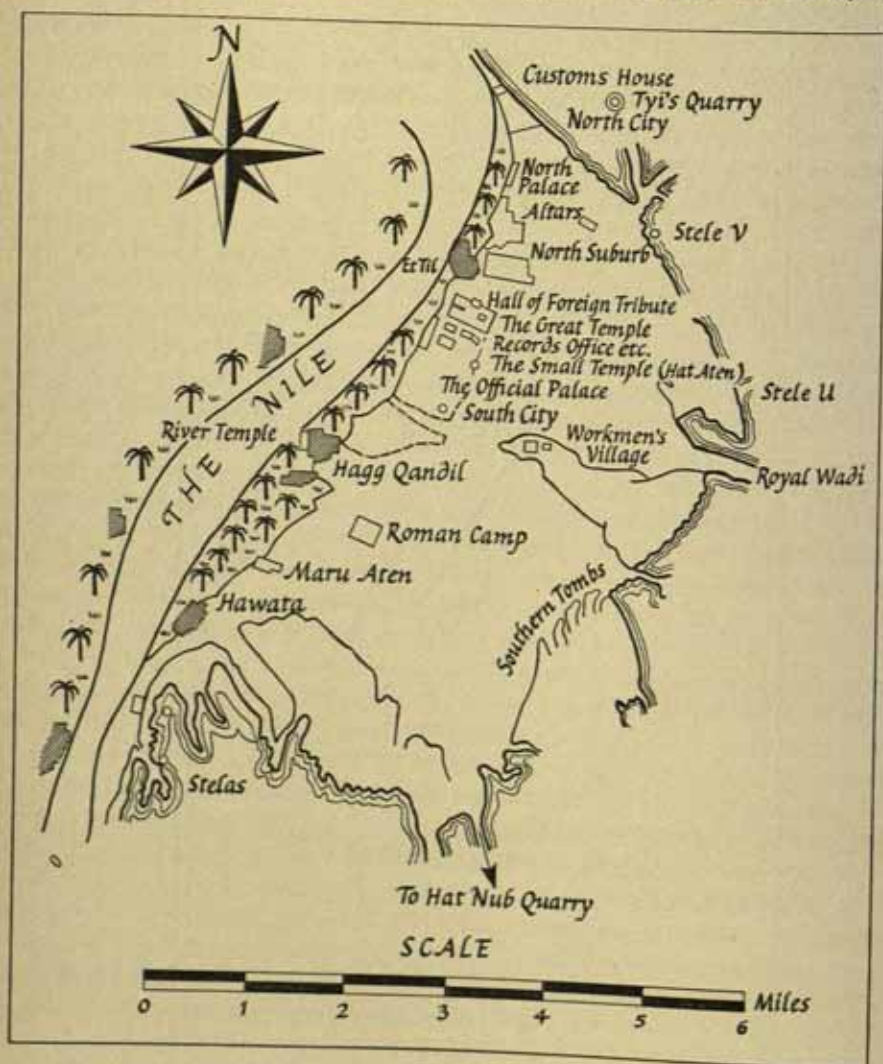 N
Customs House
Tyi's Quarry
North City
North
Palace
Altars
Stele V
Et Til
North Suburb
Hall of Foreign Tribute
The Great Temple
Records Office etc.
The Small Temple (Hat Aten)
The Official Palace
Stele U
South City
THE NILE
River Temple
Workmen's
Village
Hagg Qandil
Royal Wadi
Roman Camp
Maru Aten
Hawata
Southern Tombs
Stelas
To Hat Nub Quarry
SCALE
0 1 2 3 4 5 6 Miles